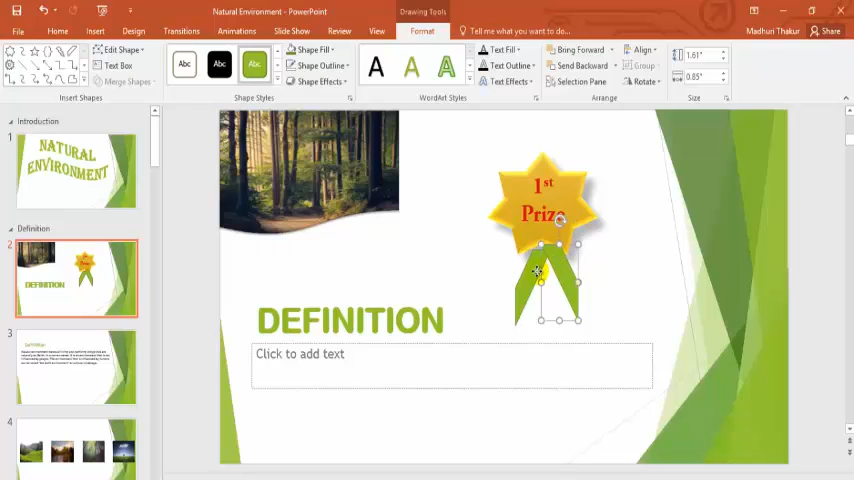 Natural Environment - PowerPoint
Drawing Tools
Madhuri Thakur
Share
File
Home
Insert
Design
Transitions
Animations
Slide Show
Review
View
Format
Tell me what you want to do...
Edit Shape
Text Box
Merge Shapes
Insert Shapes
Abc
Abc
Abc
Shape Fill
Shape Outline
Shape Effects
Shape Styles
A
A
A
Text Fill
Text Outline
Text Effects
WordArt Styles
Bring Forward
Send Backward
Selection Pane
Align
Group
Rotate
Arrange
1.61"
0.85"
Size
Introduction
1
NATURAL
ENVIRONMENT
Definition
2
DEFINITION
3
Definition
4
1st
Prize
DEFINITION
Click to add text